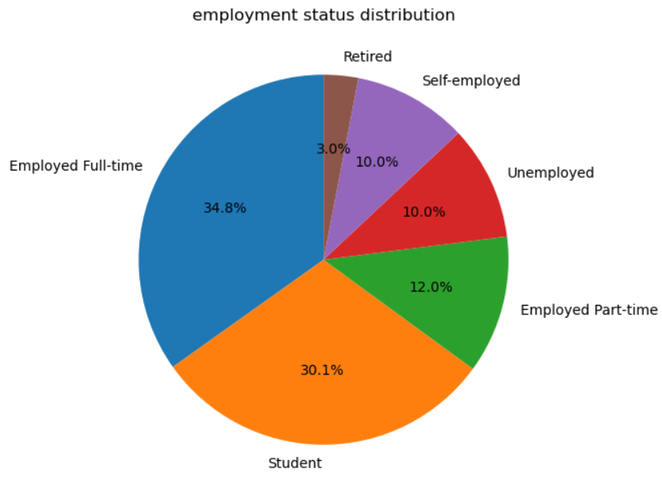 employment status distribution
Retired
Self-employed
3.0%
10.0%
Employed Full-time
Unemployed
34.8%
10.0%
12.0%
Employed Part-time
30.1%
Student